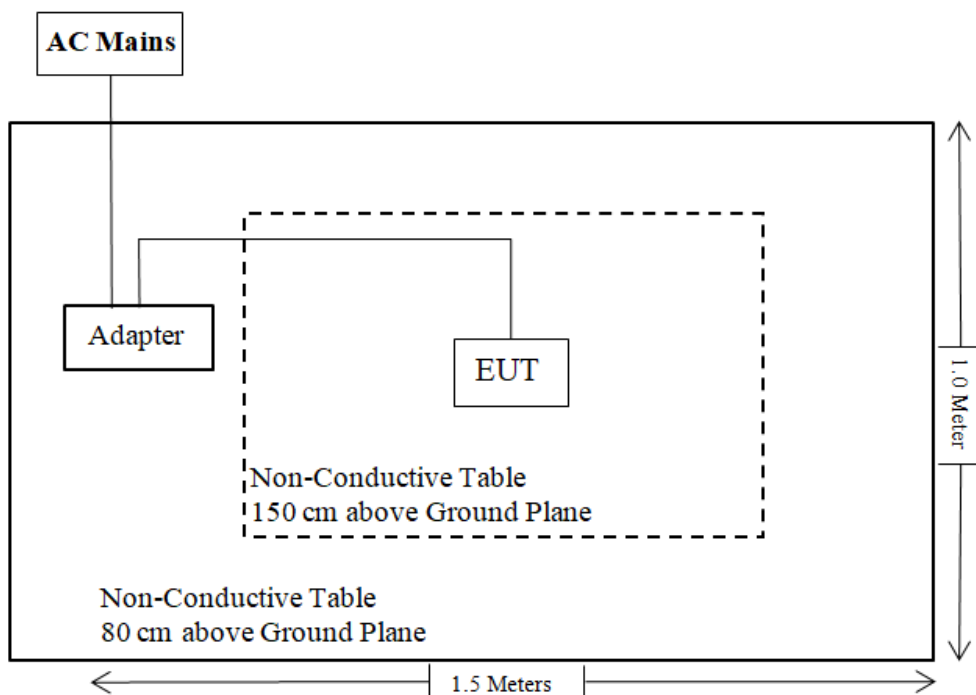 AC Mains
Adapter
EUT
Non-Conductive Table
150 cm above Ground Plane
Non-Conductive Table
80 cm above Ground Plane
1.0 Meter
1.5 Meters